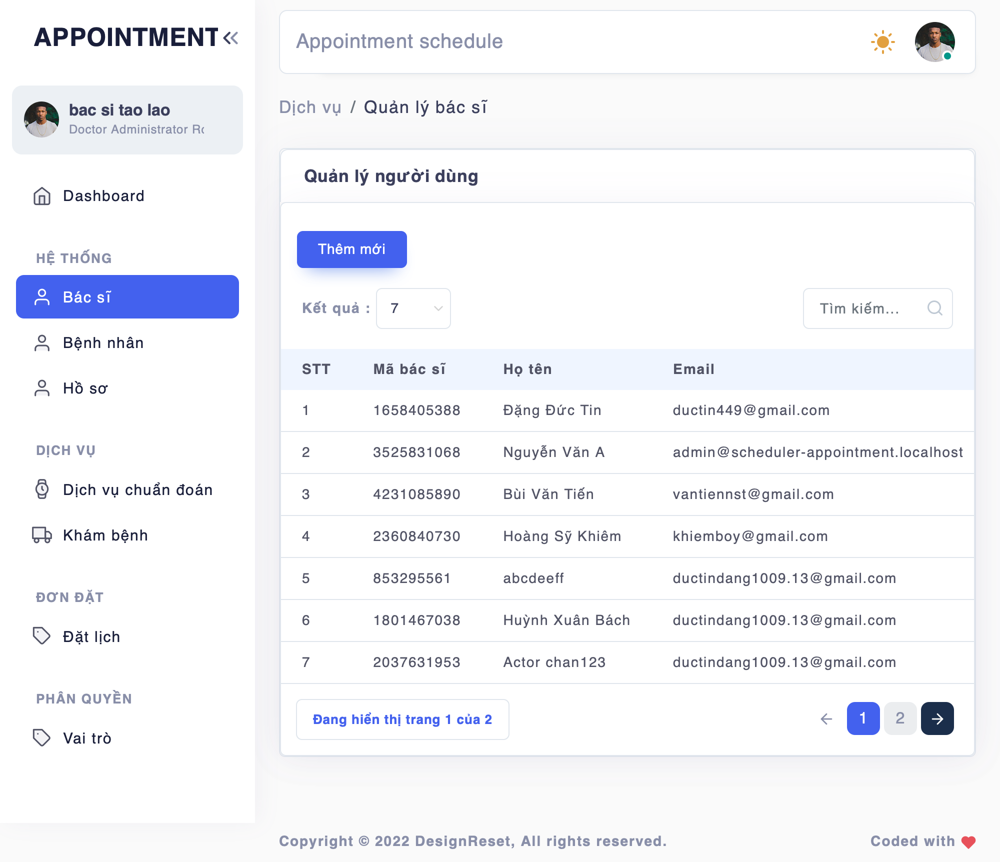 APPOINTMENT
bac si tao lao
Doctor Administrator Ro
Dashboard
HỆ THỐNG
Bác sĩ
Bệnh nhân
Hồ sơ
DỊCH VỤ
Dịch vụ chuẩn đoán
Khám bệnh
ĐƠN ĐẶT
Đặt lịch
PHÂN QUYỀN
Vai trò
Appointment schedule
Dịch vụ / Quản lý bác sĩ
Quản lý người dùng
Thêm mới
Kết quả : 7
Tìm kiếm...
STT Mã bác sĩ Họ tên Email
1 1658405388 Đặng Đức Tin ductin449@gmail.com
2 3525831068 Nguyễn Văn A admin@scheduler-appointment.localhost
3 4231085890 Bùi Văn Tiến vantiennst@gmail.com
4 2360840730 Hoàng Sỹ Khiêm khiemboy@gmail.com
5 853295561 abcdeeff ductindang1009.13@gmail.com
6 1801467038 Huỳnh Xuân Bách ductindang1009.13@gmail.com
7 2037631953 Actor chan123 ductindang1009.13@gmail.com
Đang hiển thị trang 1 của 2
1 2
Copyright © 2022 DesignReset, All rights reserved.
Coded with